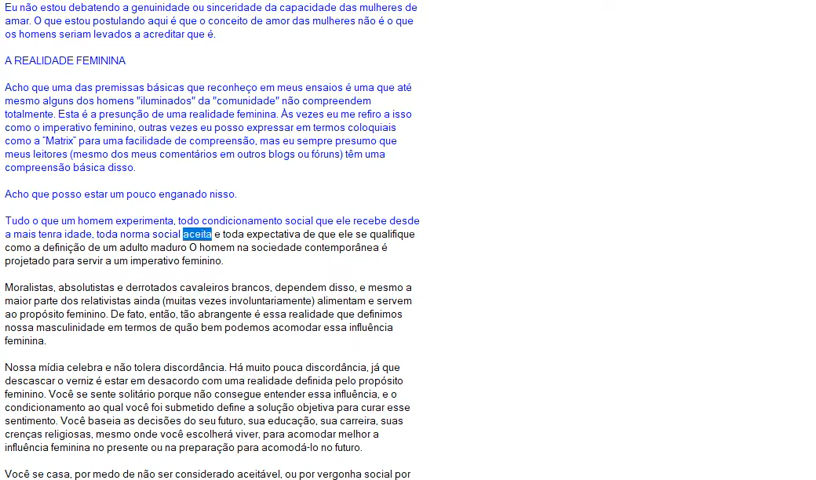 Eu não estou debatendo a genuinidade ou sinceridade da capacidade das mulheres de
amar. O que estou postulando aqui é que o conceito de amor das mulheres não é o que
os homens seriam levados a acreditar que é.
A REALIDADE FEMININA
Acho que uma das premissas básicas que reconheço em meus ensaios é uma que até
mesmo alguns dos homens "iluminados" da "comunidade" não compreendem
totalmente. Esta é a presunção de uma realidade feminina. Às vezes eu me refiro a isso
como o imperativo feminino, outras vezes eu posso expressar em termos coloquiais
como a “Matrix” para uma facilidade de compreensão, mas eu sempre presumo que
meus leitores (mesmo dos meus comentários em outros blogs ou fóruns) têm uma
compreensão básica disso.
Acho que posso estar um pouco enganado nisso.
Tudo o que um homem experimenta, todo condicionamento social que ele recebe desde
a mais tenra idade, toda norma social aceita e toda expectativa de que ele se qualifique
como a definição de um adulto maduro O homem na sociedade contemporânea é
projetado para servir a um imperativo feminino.
Moralistas, absolutistas e derrotados cavaleiros brancos, dependem disso, e mesmo a
maior parte dos relativistas ainda (muitas vezes involuntariamente) alimentam e servem
ao propósito feminino. De fato, então, tão abrangente é essa realidade que definimos
nossa masculinidade em termos de quão bem podemos acomodar essa influência
feminina.
Nossa mídia celebra e não tolera discordância. Há muito pouca discordância, já que
descascar o verniz é estar em desacordo com uma realidade definida pelo propósito
feminino. Você se sente solitário porque não consegue entender essa influência, e o
condicionamento ao qual você foi submetido define a solução objetiva para curar esse
sentimento. Você baseia as decisões do seu futuro, sua educação, sua carreira, suas
crenças religiosas, mesmo onde você escolherá viver, para acomodar melhor a
influência feminina no presente ou na preparação para acomodá-lo no futuro.
Você se casa, por medo de não ser considerado aceitável, ou por vergonha social por